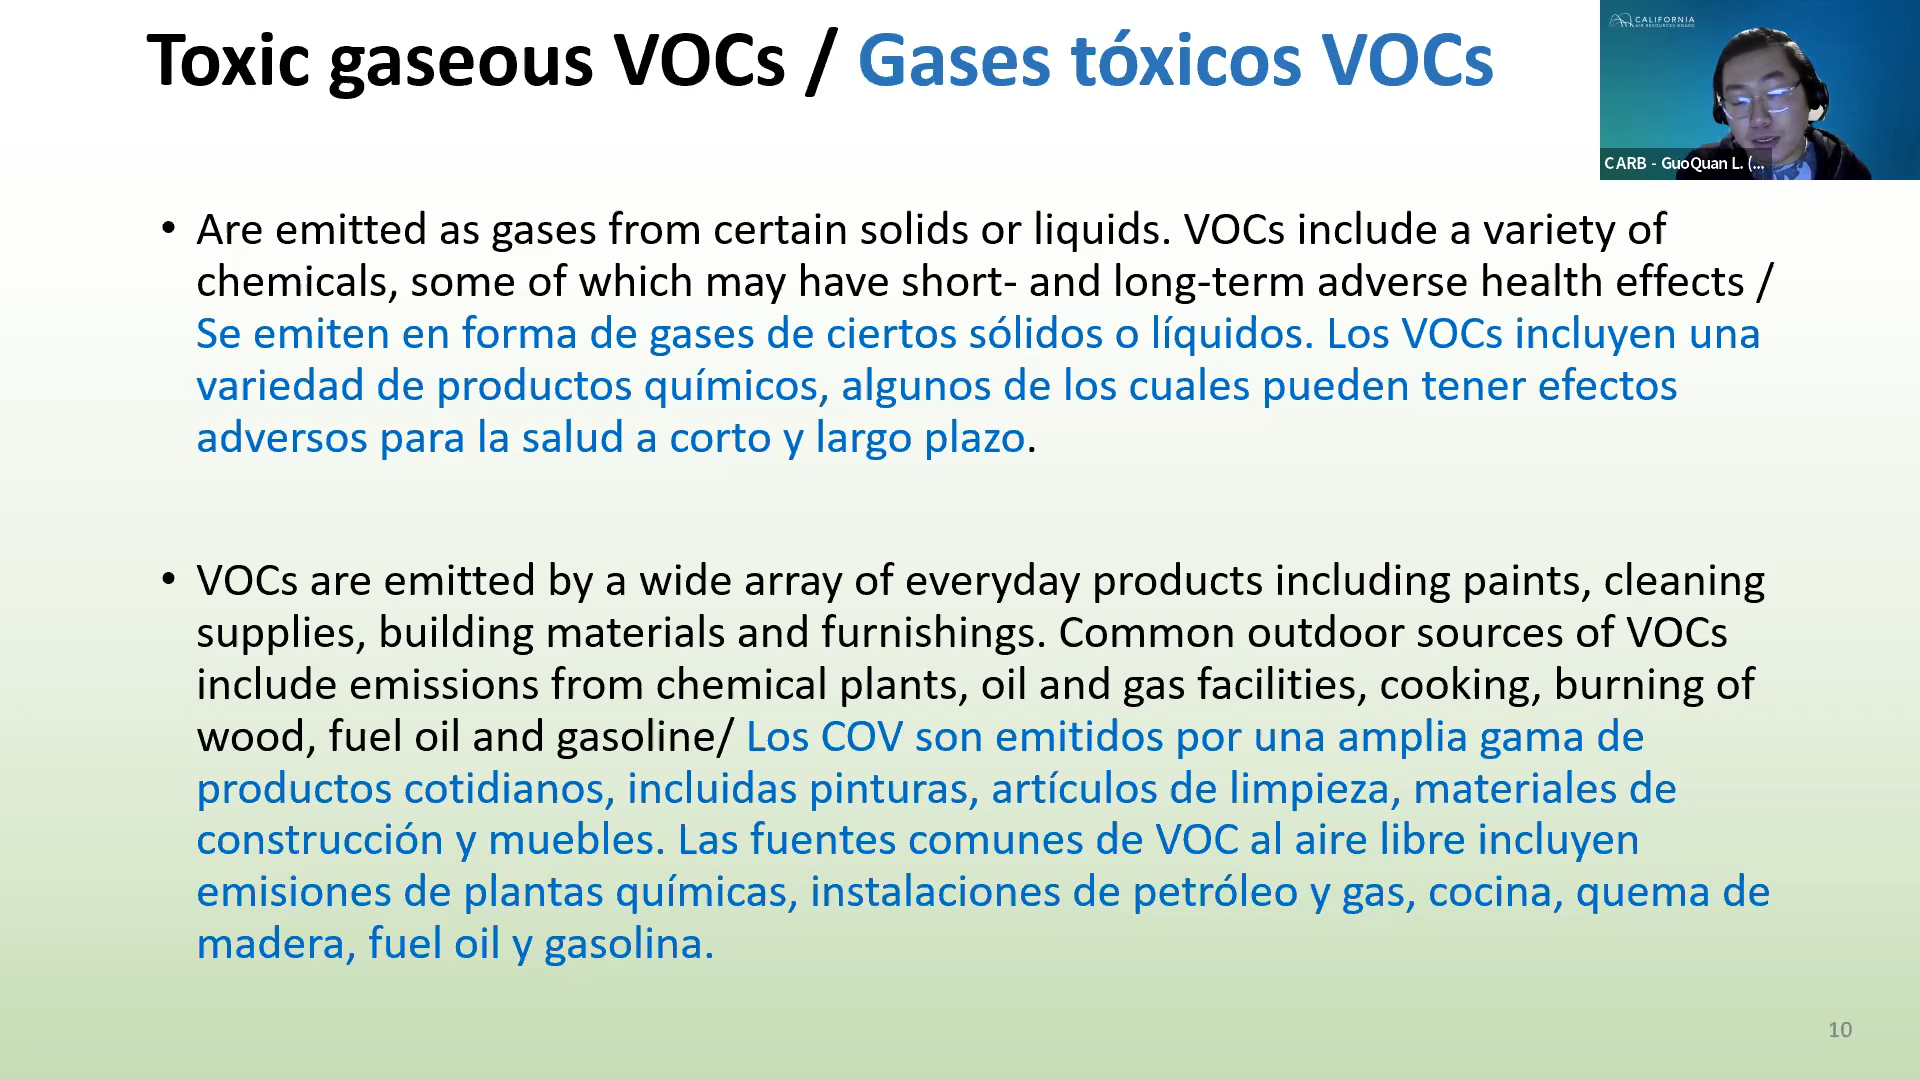 Toxic gaseous VOCs / Gases tóxicos VOCs
CALIFORNIA
AIR RESOURCES BOARD
CARB - GuoQuan L. (...
• Are emitted as gases from certain solids or liquids. VOCs include a variety of
chemicals, some of which may have short- and long-term adverse health effects /
Se emiten en forma de gases de ciertos sólidos o líquidos. Los VOCs incluyen una
variedad de productos químicos, algunos de los cuales pueden tener efectos
adversos para la salud a corto y largo plazo.
• VOCs are emitted by a wide array of everyday products including paints, cleaning
supplies, building materials and furnishings. Common outdoor sources of VOCs
include emissions from chemical plants, oil and gas facilities, cooking, burning of
wood, fuel oil and gasoline/ Los COV son emitidos por una amplia gama de
productos cotidianos, incluidas pinturas, artículos de limpieza, materiales de
construcción y muebles. Las fuentes comunes de VOC al aire libre incluyen
emisiones de plantas químicas, instalaciones de petróleo y gas, cocina, quema de
madera, fuel oil y gasolina.
10